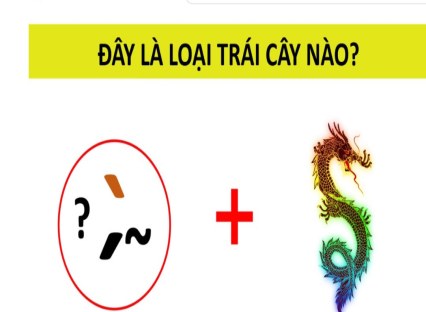 ĐÂY LÀ LOẠI TRÁI CÂY NÀO?
? ` ´ ~
+